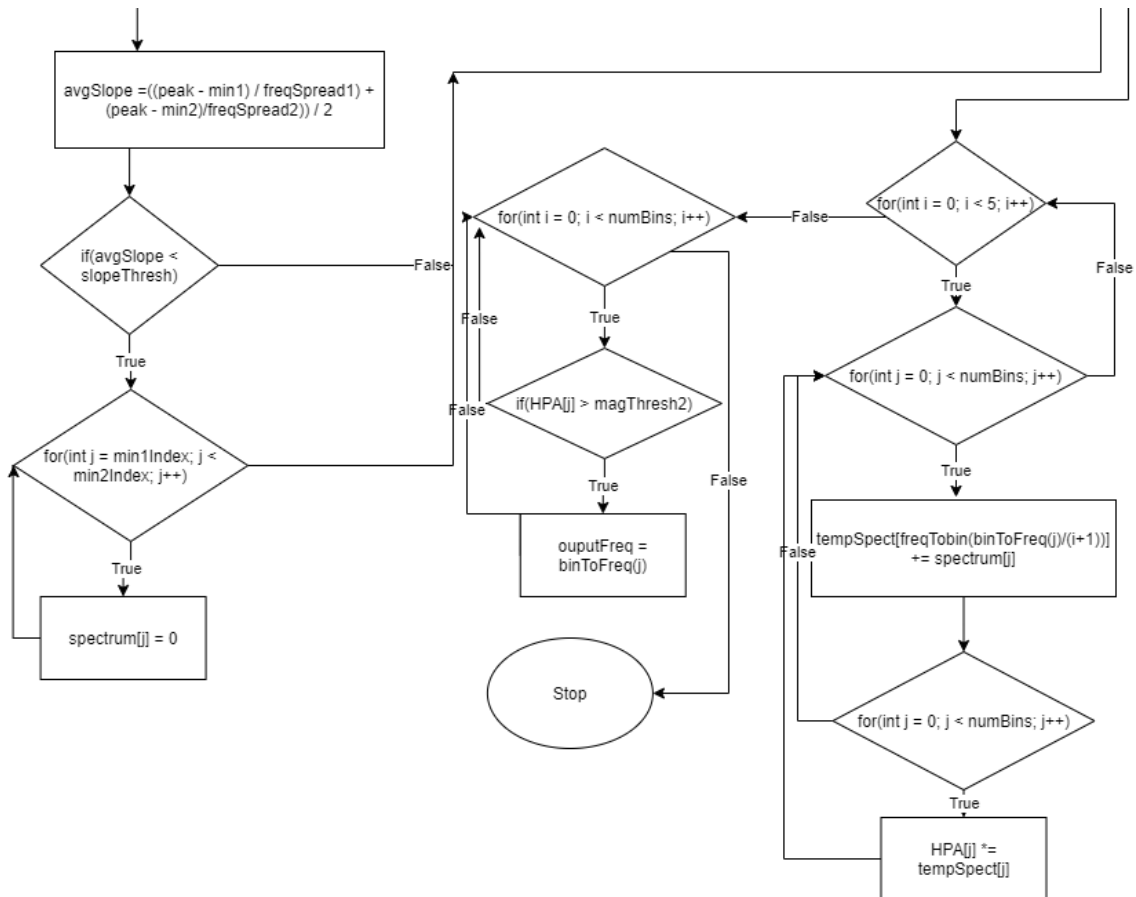 avgSlope =((peak - min1) / freqSpread1) +
(peak - min2)/freqSpread2)) / 2
if(avgSlope <
slopeThresh)
False
True
for(int j = min1Index; j <
min2Index; j++)
True
spectrum[j] = 0
for(int i = 0; i < numBins; i++)
False
True
False
if(HPA[j] > magThresh2)
False
True
False
ouputFreq =
binToFreq(j)
Stop
for(int i = 0; i < 5; i++)
False
True
False
for(int j = 0; j < numBins; j++)
True
tempSpect[freqTobin(binToFreq(j)/(i+1))]
+= spectrum[j]
False
for(int j = 0; j < numBins; j++)
True
HPA[j] *=
tempSpect[j]